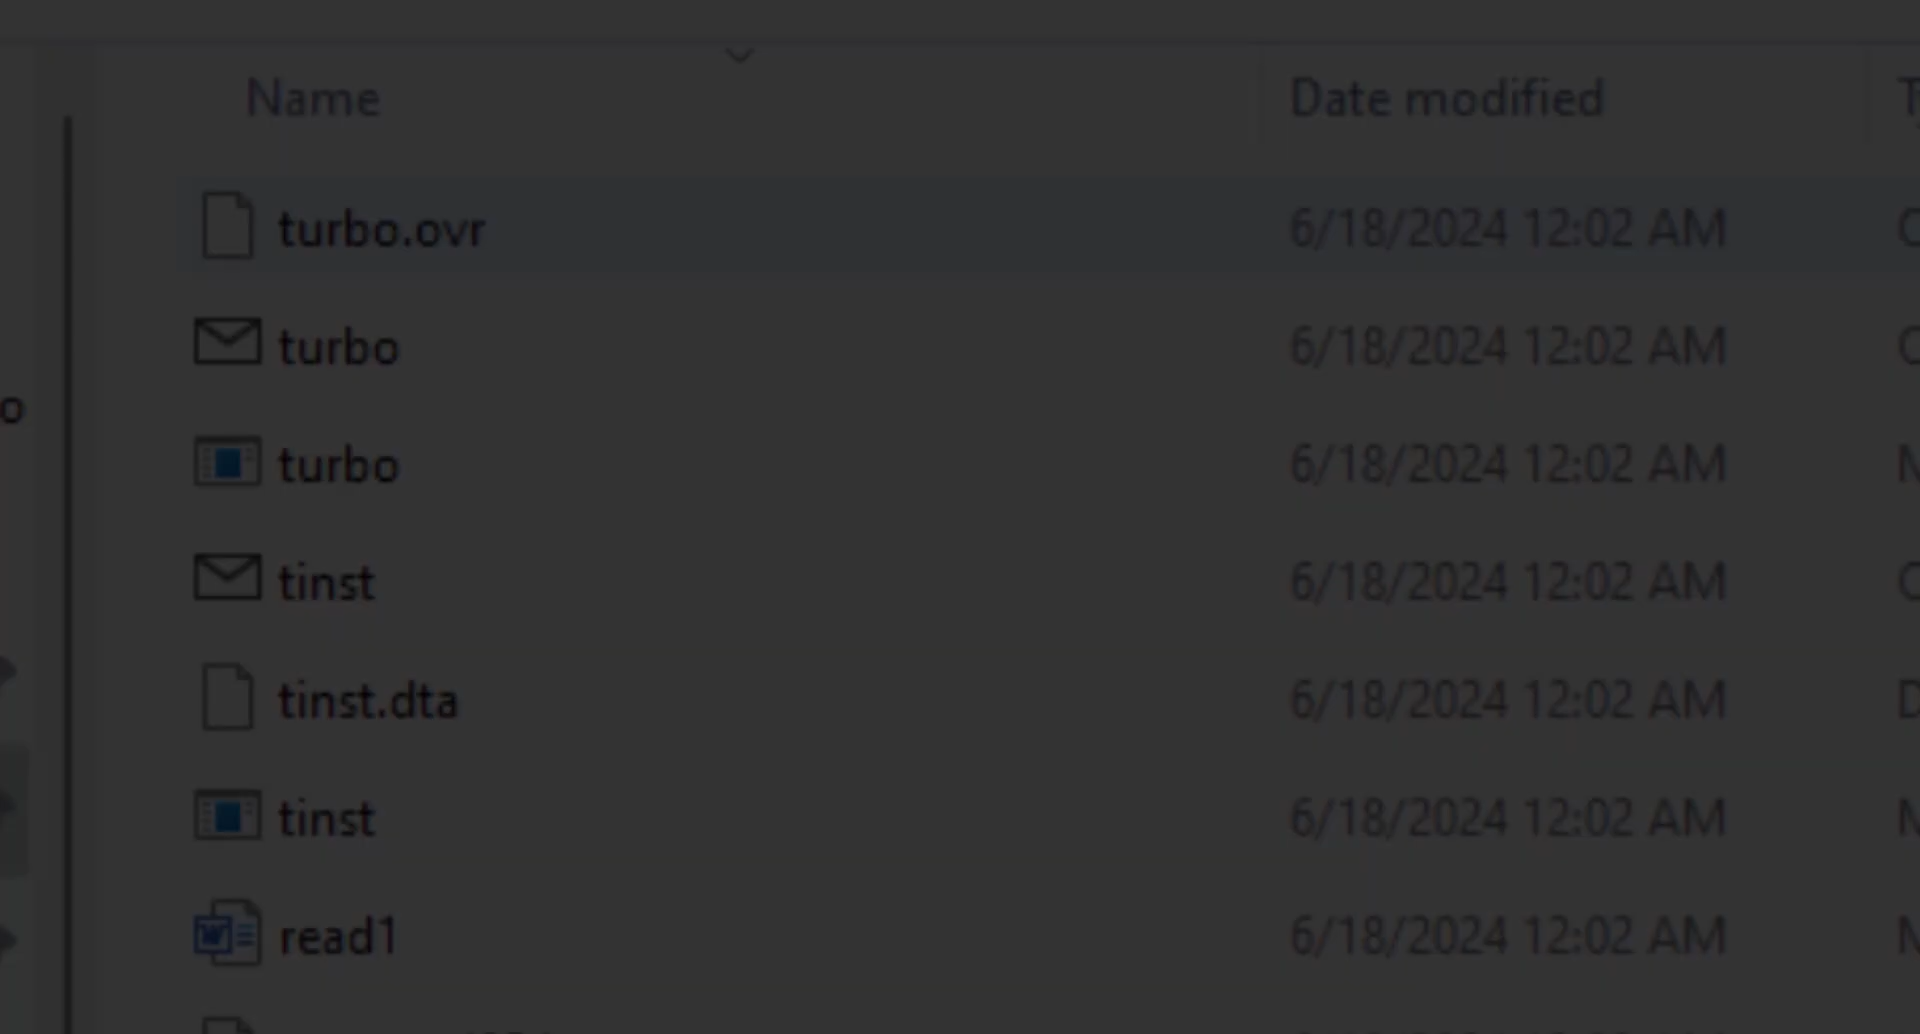 Name Date modified
turbo.ovr 6/18/2024 12:02 AM
turbo 6/18/2024 12:02 AM
turbo 6/18/2024 12:02 AM
tinst 6/18/2024 12:02 AM
tinst.dta 6/18/2024 12:02 AM
tinst 6/18/2024 12:02 AM
read1 6/18/2024 12:02 AM